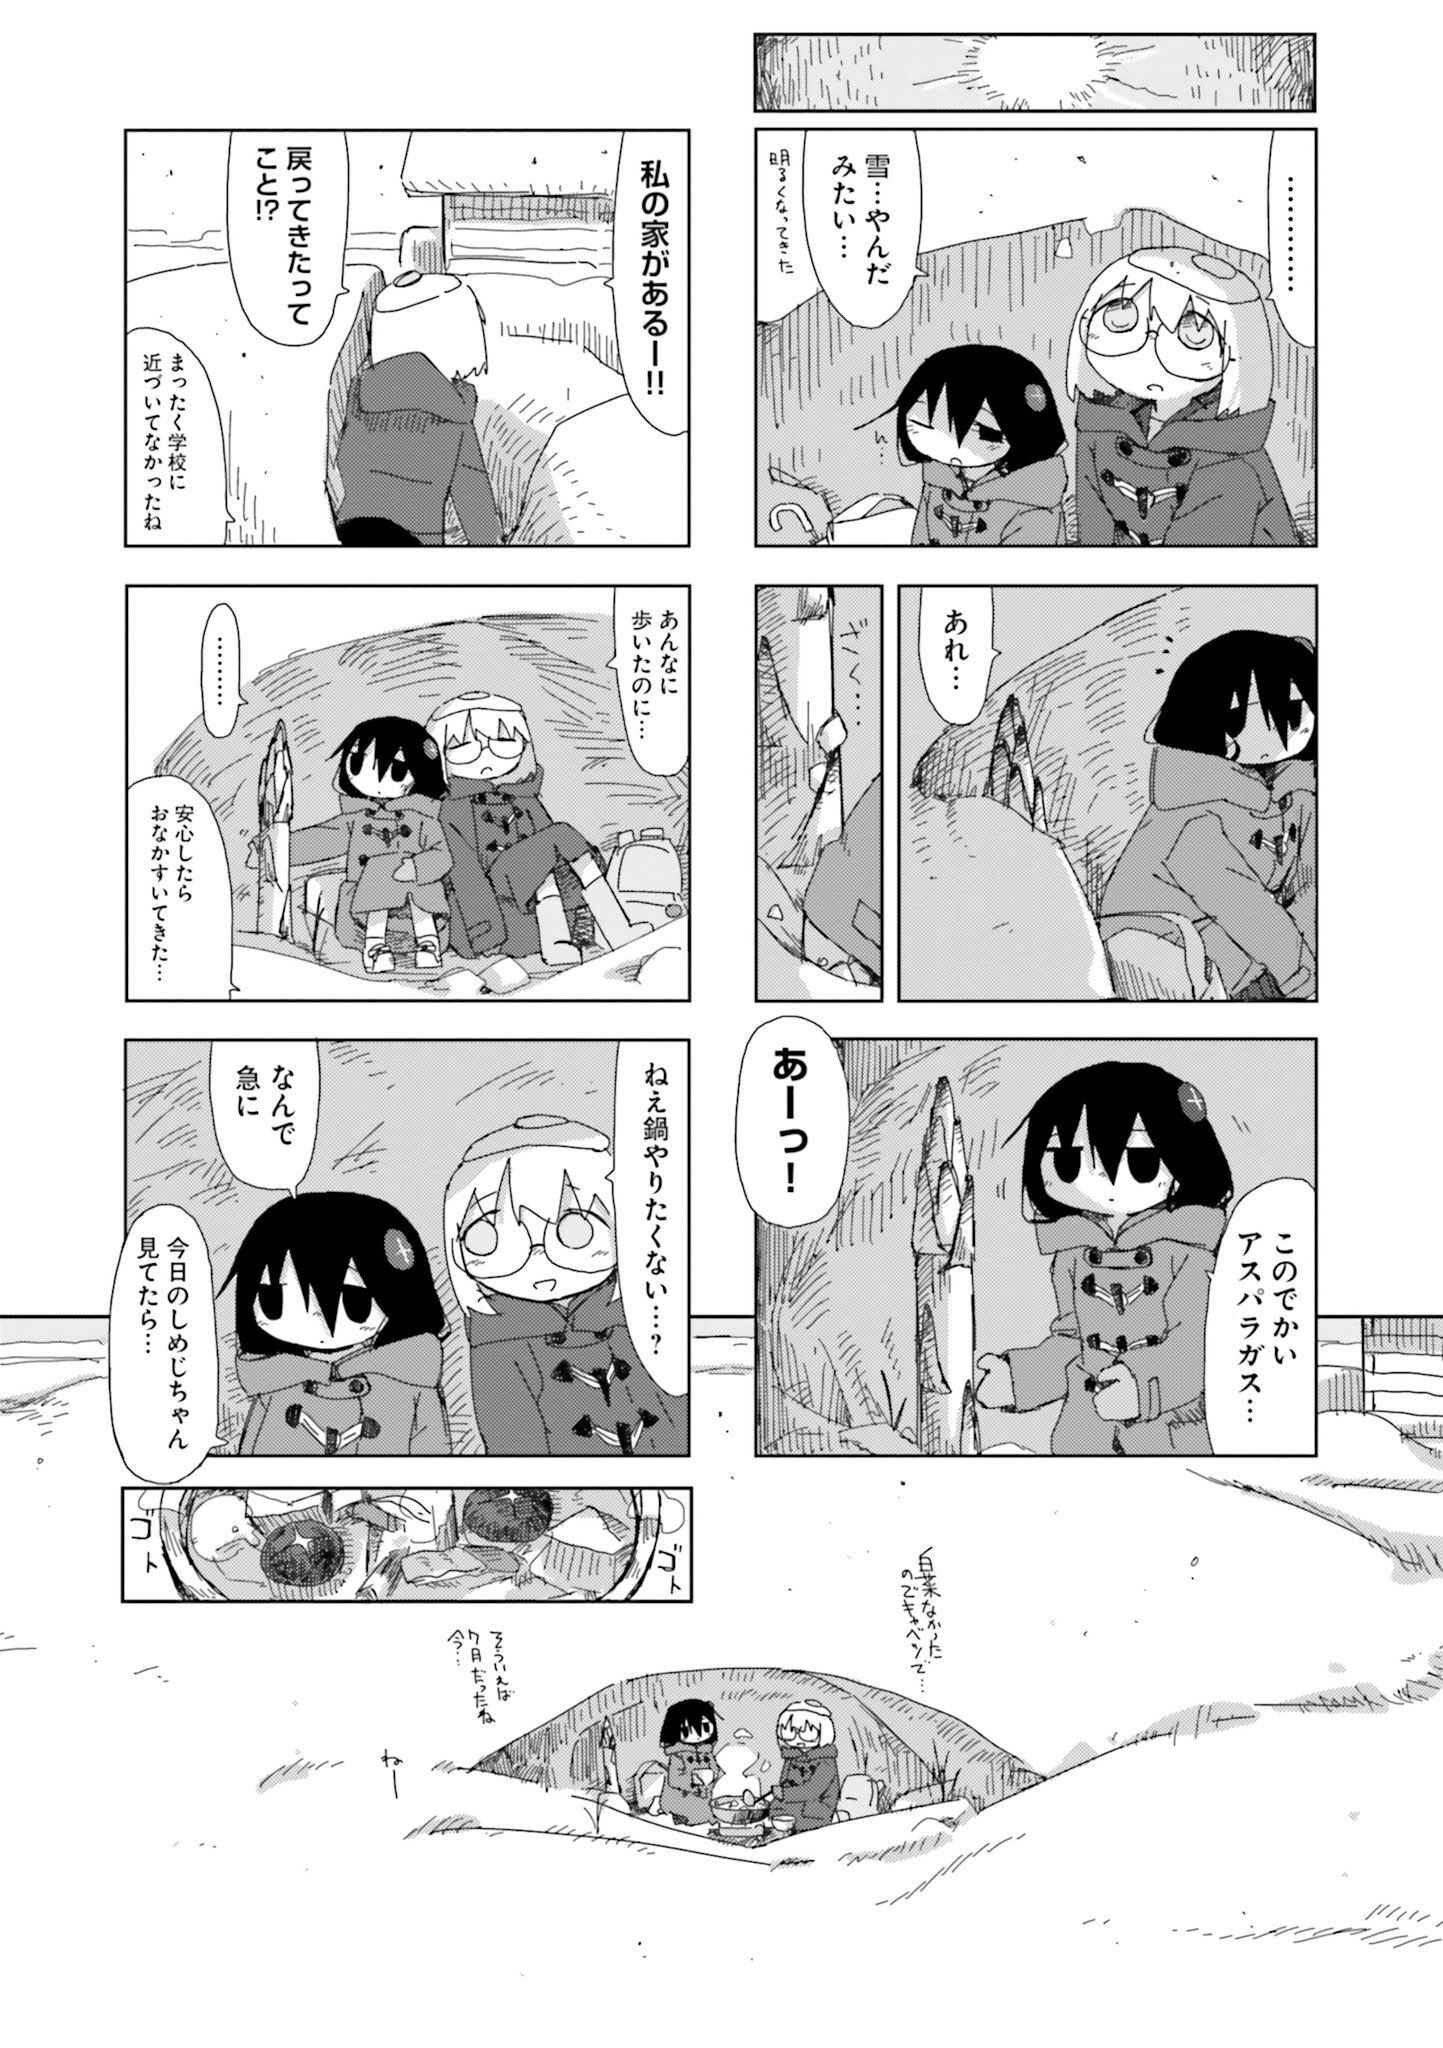 …………
雪…やんだ
みたい…
明るくなってきた
ん…
あれ…
ざく…
このでかい
アスパラガス…
あーっ！
私の家があるー!!
戻ってきたって
こと!?
まったく学校に
近づいてなかったね
あんなに
歩いたのに…
………
安心したら
おなかすいてきた…
ねえ鍋やりたくない…？
なんで
急に
今日のしめじちゃん
見てたら…
ゴト
ゴト
白菜なかった
のでキャベツで…
そういえば
7月だったね
今…
ねー